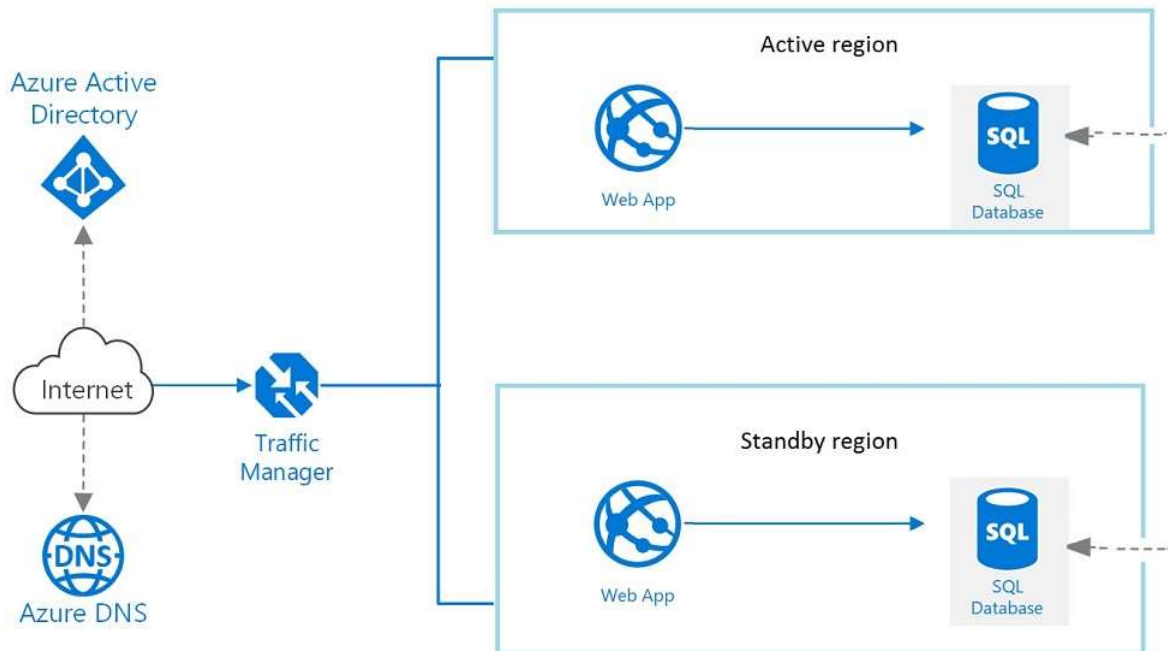 Azure Active
Directory
Internet
DNS
Azure DNS
Traffic
Manager
Active region
Web App
SQL
SQL
Database
Standby region
Web App
SQL
SQL
Database